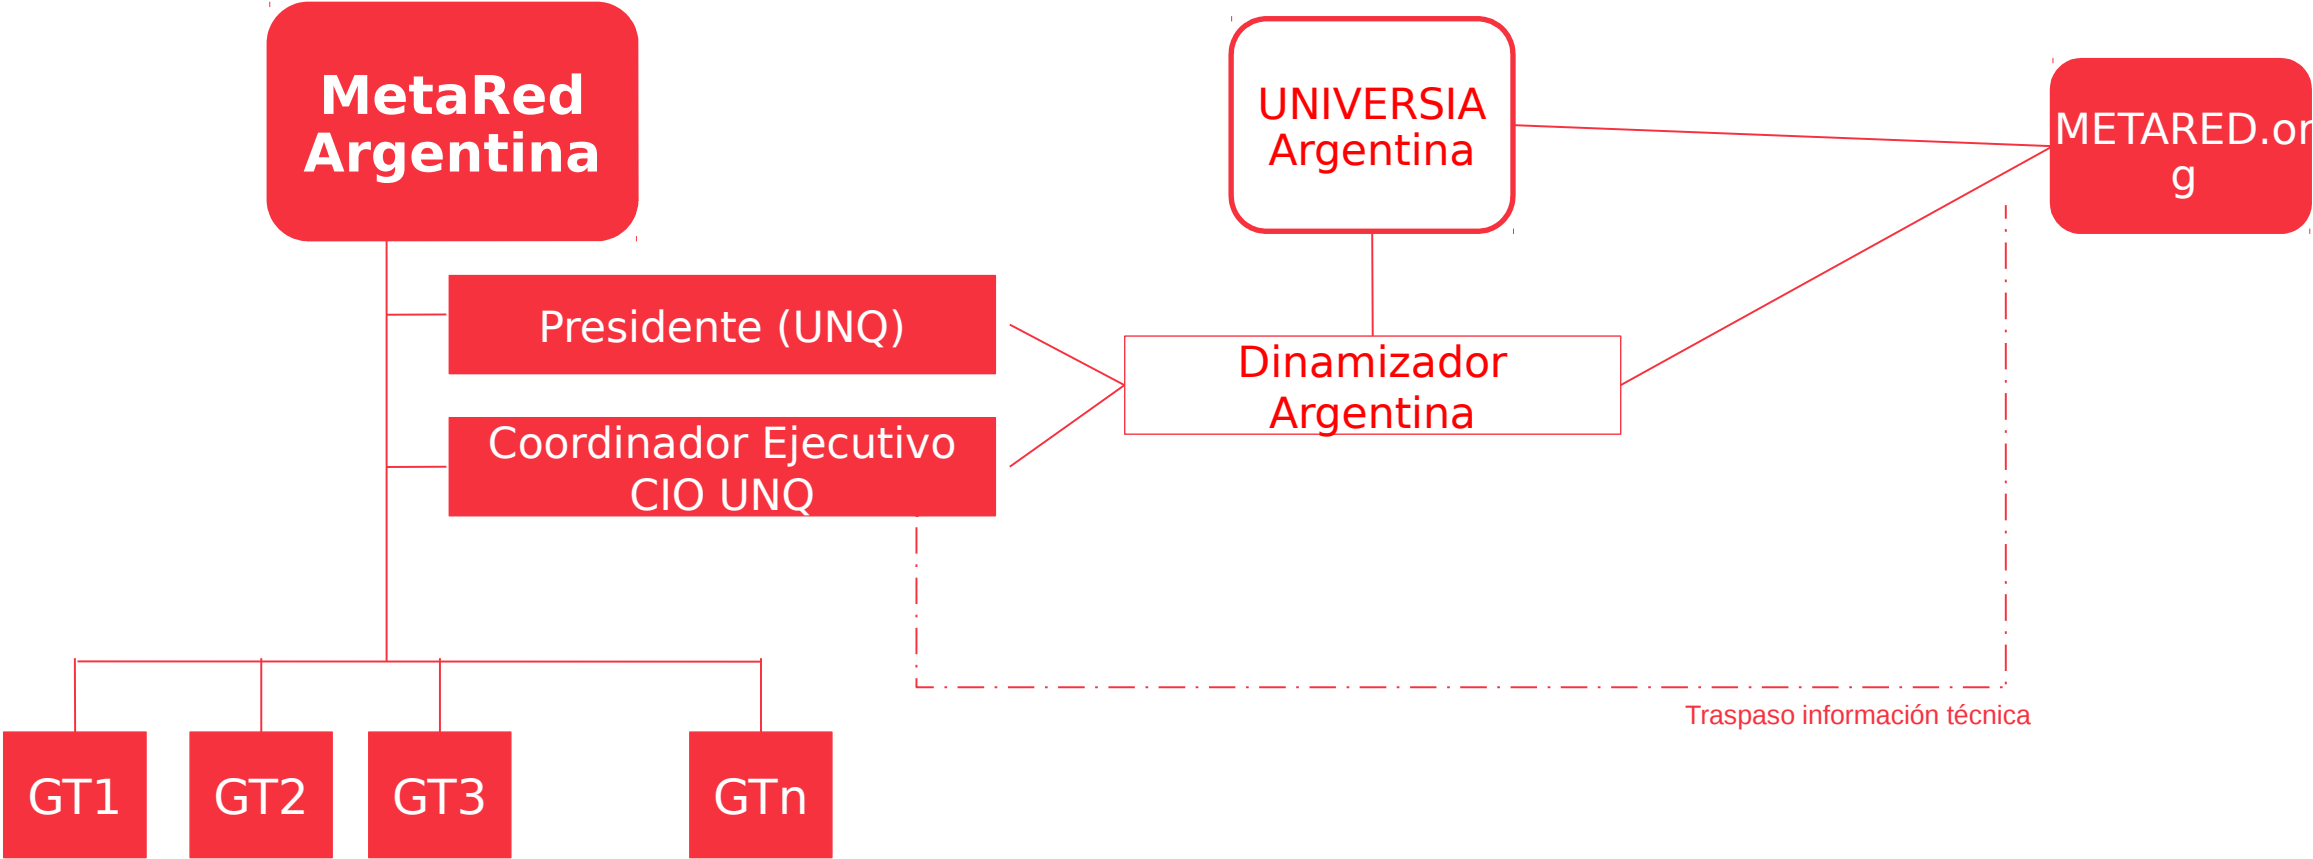 MetaRed
Argentina
UNIVERSIA
Argentina
METARED.or
g
Presidente (UNQ)
Dinamizador
Argentina
Coordinador Ejecutivo
CIO UNQ
Traspaso información técnica
GT1
GT2
GT3
GTn